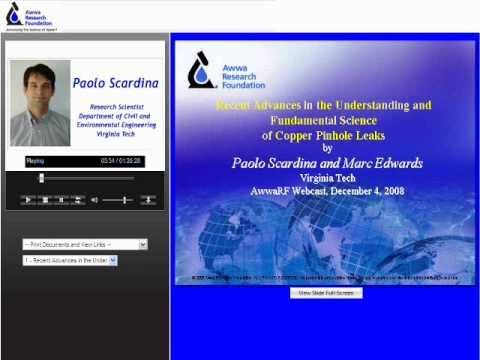 Awwa
Research
Foundation
Advancing the Science of Water®
Paolo Scardina
Research Scientist
Department of Civil and
Environmental Engineering
Virginia Tech
Playing
05:54 / 01:26:28
-- Print Documents and View Links --
1 - Recent Advances in the Under
Awwa
Research
Foundation
Recent Advances in the Understanding and
Fundamental Science
of Copper Pinhole Leaks
by
Paolo Scardina and Marc Edwards
Virginia Tech
AwwaRF Webcast, December 4, 2008
View Slide Full Screen